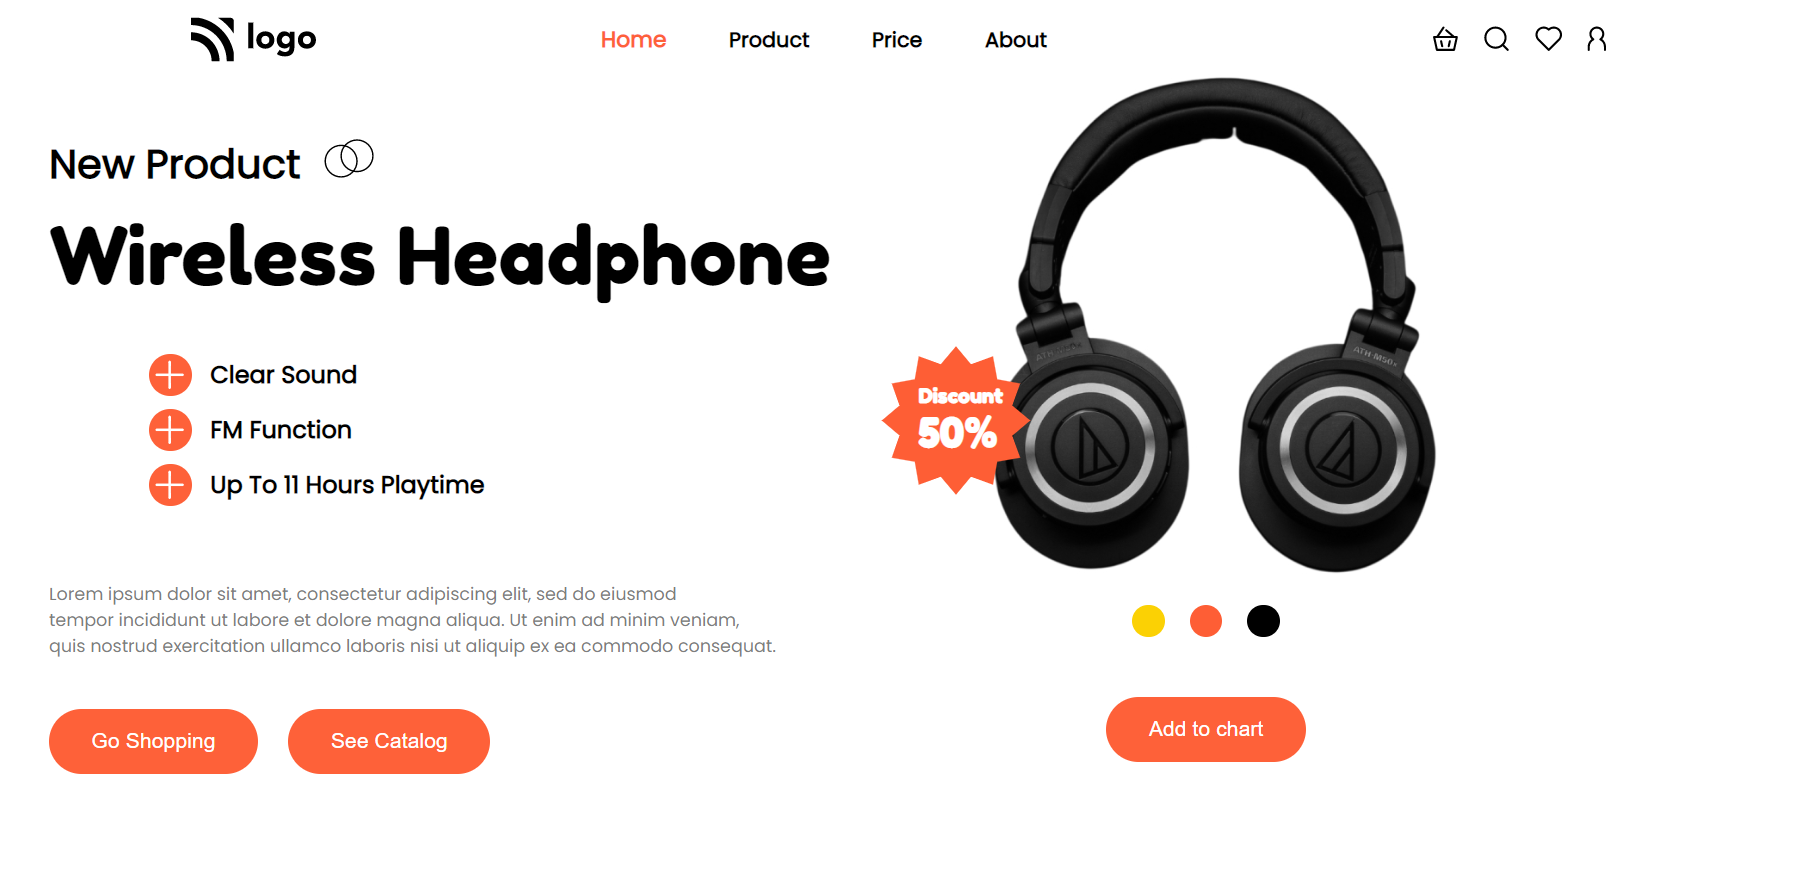 logo
Home Product Price About
New Product
Wireless Headphone
Clear Sound
FM Function
Up To 11 Hours Playtime
Lorem ipsum dolor sit amet, consectetur adipiscing elit, sed do eiusmod
tempor incididunt ut labore et dolore magna aliqua. Ut enim ad minim veniam,
quis nostrud exercitation ullamco laboris nisi ut aliquip ex ea commodo consequat.
Go Shopping
See Catalog
Discount
50%
ATH-M50x
ATH-M50x
Add to chart